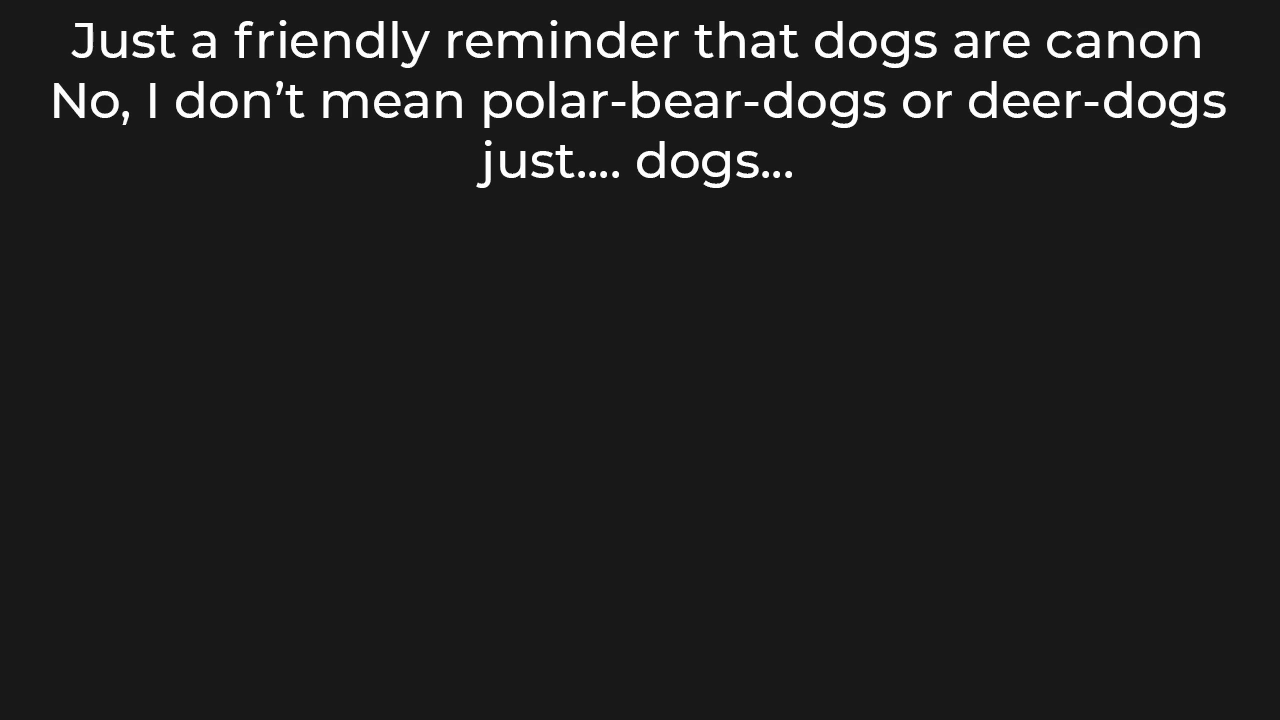 Just a friendly reminder that dogs are canon
No, I don’t mean polar-bear-dogs or deer-dogs
just.... dogs...